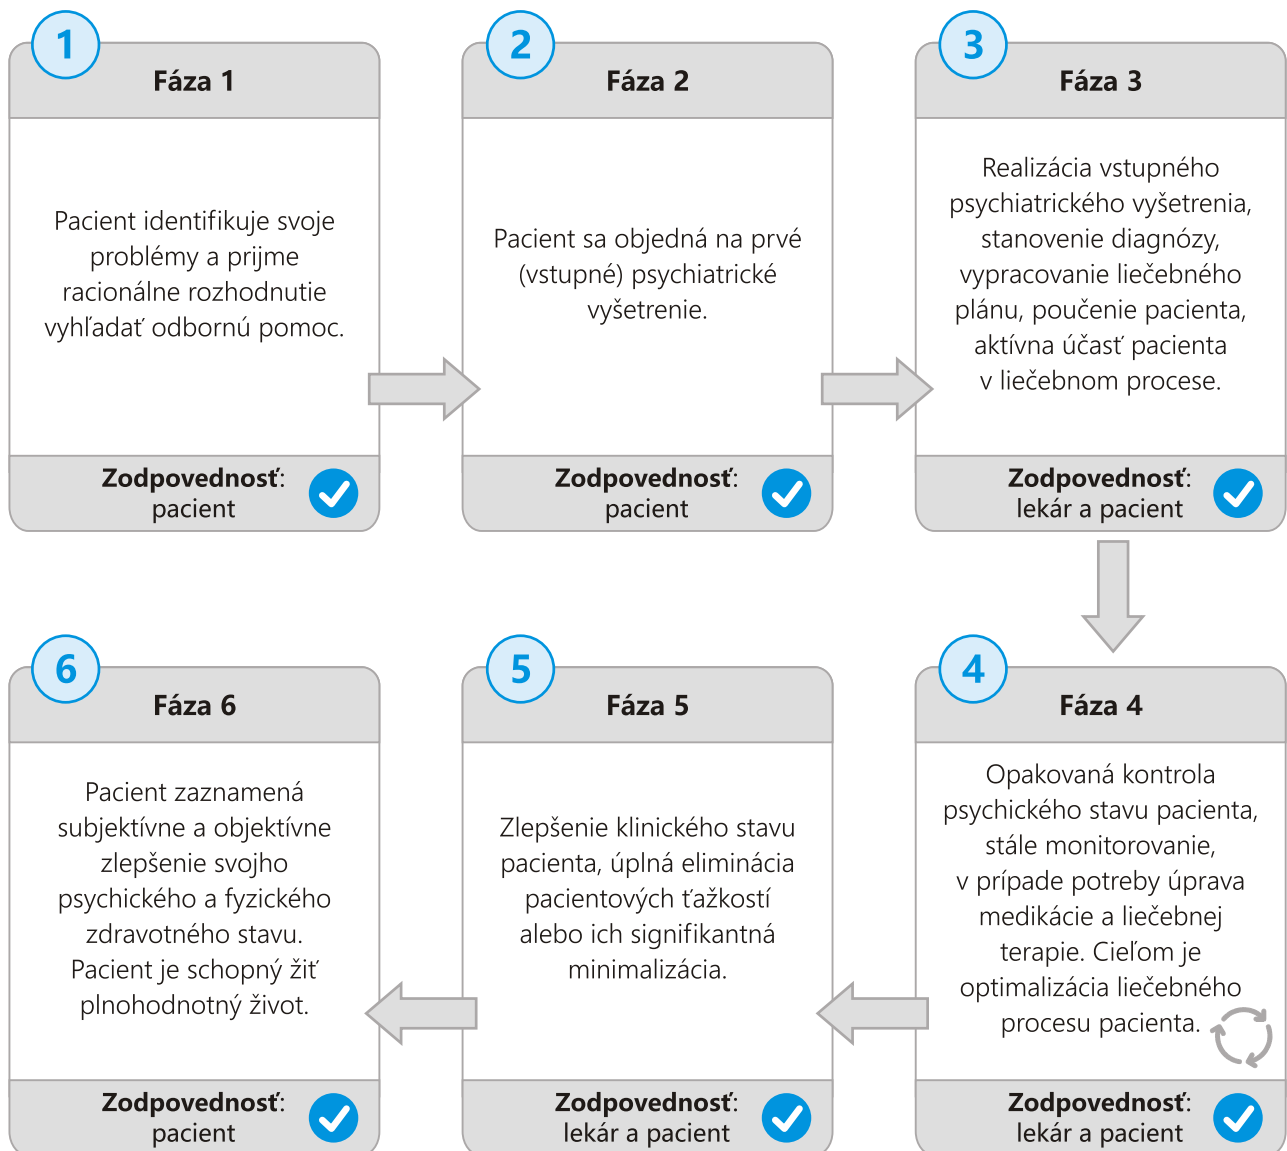 1
Fáza 1
Pacient identifikuje svoje
problémy a prijme
racionálne rozhodnutie
vyhľadať odbornú pomoc.
Zodpovednosť:
pacient
2
Fáza 2
Pacient sa objedná na prvé
(vstupné) psychiatrické
vyšetrenie.
Zodpovednosť:
pacient
3
Fáza 3
Realizácia vstupného
psychiatrického vyšetrenia,
stanovenie diagnózy,
vypracovanie liečebného
plánu, poučenie pacienta,
aktívna účasť pacienta
v liečebnom procese.
Zodpovednosť:
lekár a pacient
4
Fáza 4
Opakovaná kontrola
psychického stavu pacienta,
stále monitorovanie,
v prípade potreby úprava
medikácie a liečebnej
terapie. Cieľom je
optimalizácia liečebného
procesu pacienta.
Zodpovednosť:
lekár a pacient
5
Fáza 5
Zlepšenie klinického stavu
pacienta, úplná eliminácia
pacientových ťažkostí
alebo ich signifikantná
minimalizácia.
Zodpovednosť:
lekár a pacient
6
Fáza 6
Pacient zaznamená
subjektívne a objektívne
zlepšenie svojho
psychického a fyzického
zdravotného stavu.
Pacient je schopný žiť
plnohodnotný život.
Zodpovednosť:
pacient